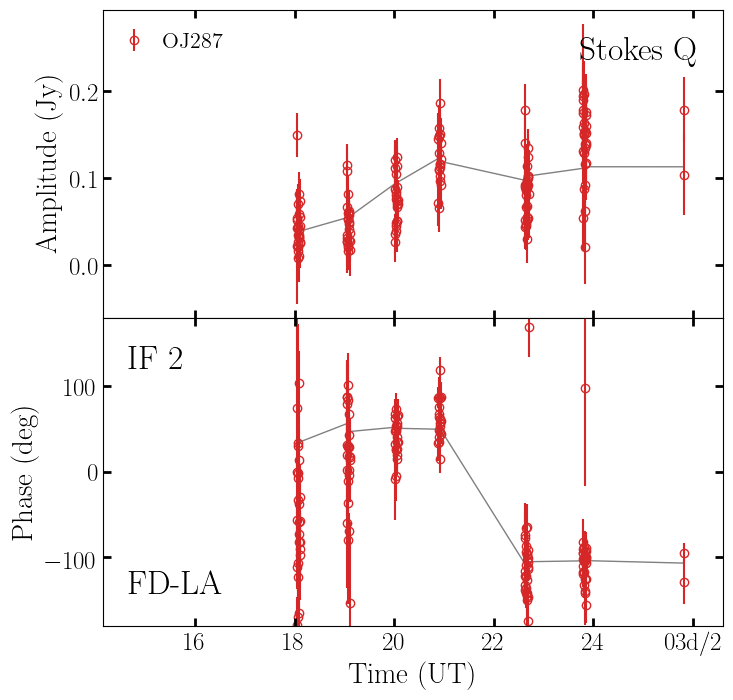 OJ287
Stokes Q
Amplitude (Jy)
0.2
0.1
0.0
IF 2
Phase (deg)
100
0
−100
FD-LA
16 18 20 22 24 03d/2
Time (UT)